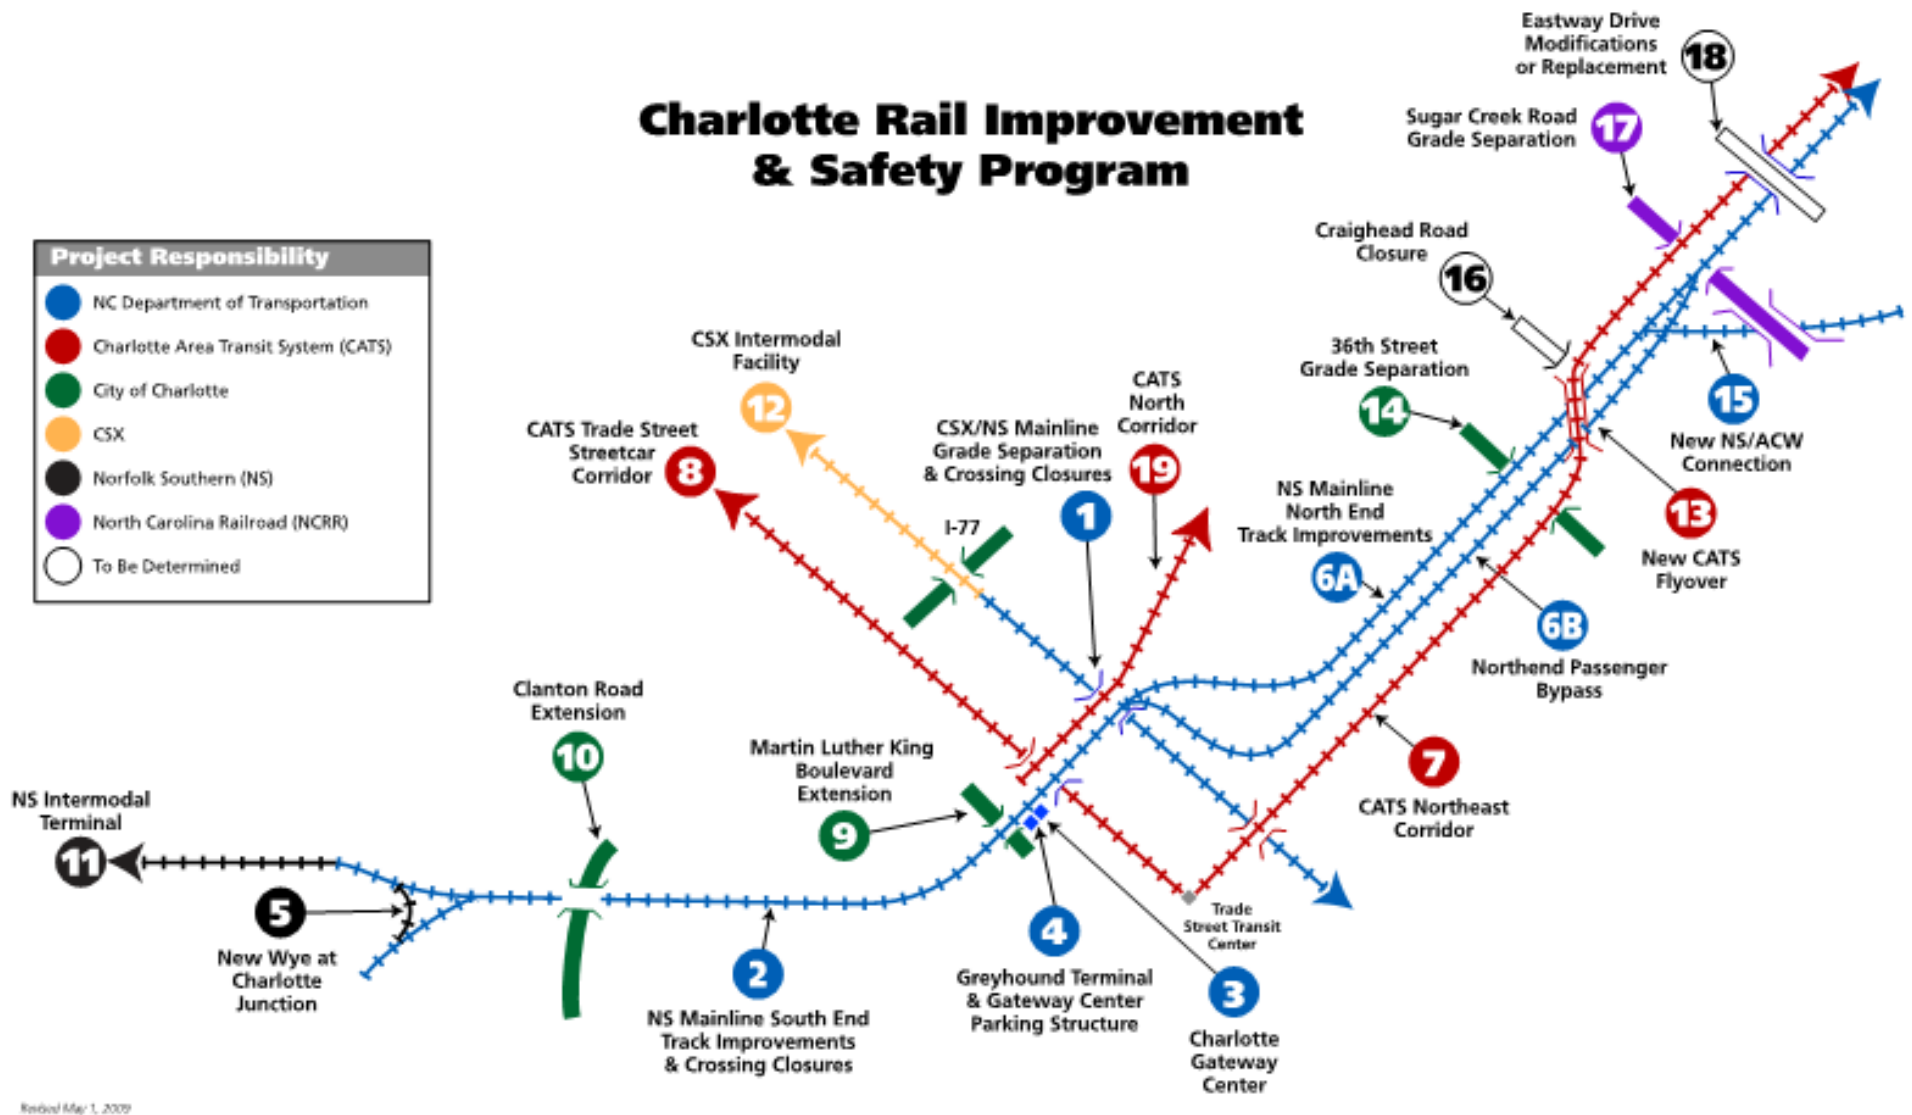 Charlotte Rail Improvement
& Safety Program
Project Responsibility
NC Department of Transportation
Charlotte Area Transit System (CATS)
City of Charlotte
CSX
Norfolk Southern (NS)
North Carolina Railroad (NCRR)
To Be Determined
Eastway Drive
Modifications
or Replacement
18
Sugar Creek Road
Grade Separation
17
Craighead Road
Closure
16
36th Street
Grade Separation
14
15
New NS/ACW
Connection
13
New CATS
Flyover
CSX Intermodal
Facility
12
CATS Trade Street
Streetcar
Corridor
8
I-77
CSX/NS Mainline
Grade Separation
& Crossing Closures
1
CATS
North
Corridor
19
NS Mainline
North End
Track Improvements
6A
6B
Northend Passenger
Bypass
7
CATS Northeast
Corridor
Clanton Road
Extension
10
Martin Luther King
Boulevard
Extension
9
NS Intermodal
Terminal
11
5
New Wye at
Charlotte
Junction
2
NS Mainline South End
Track Improvements
& Crossing Closures
4
Greyhound Terminal
& Gateway Center
Parking Structure
Trade
Street Transit
Center
3
Charlotte
Gateway
Center
Revised May 1, 2009